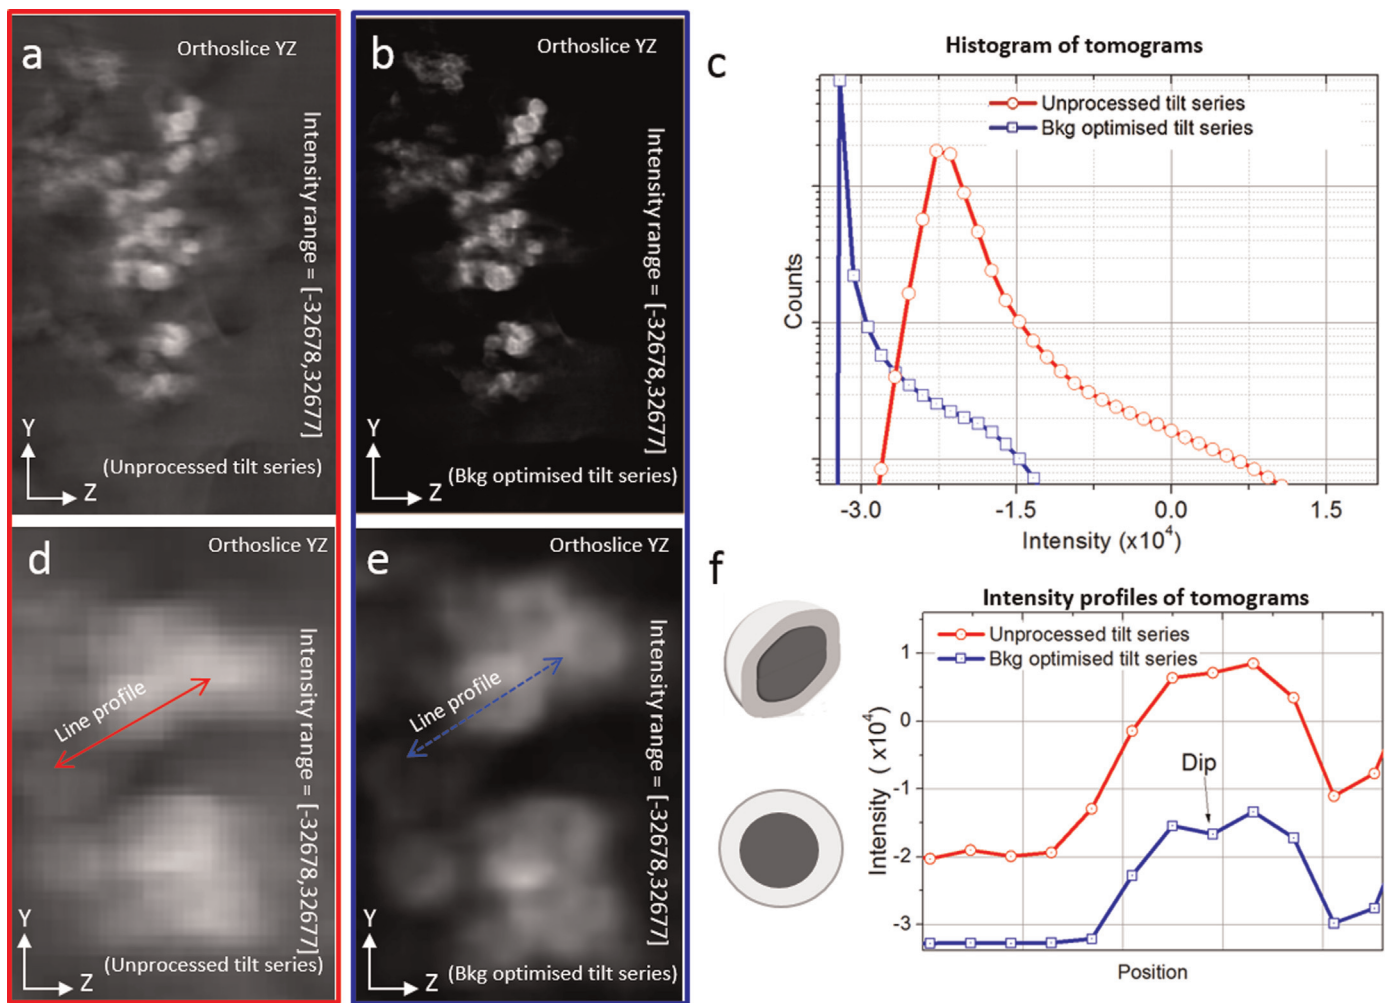 a
Orthoslice YZ
Intensity range = [-32678,32677]
Y
Z
(Unprocessed tilt series)
b
Orthoslice YZ
Intensity range = [-32678,32677]
Y
Z
(Bkg optimised tilt series)
c
Histogram of tomograms
Unprocessed tilt series
Bkg optimised tilt series
Counts
-3.0 -1.5 0.0 1.5
Intensity (x10⁴)
d
Orthoslice YZ
Line profile
Intensity range = [-32678,32677]
Y
Z
(Unprocessed tilt series)
e
Orthoslice YZ
Line profile
Intensity range = [-32678,32677]
Y
Z
(Bkg optimised tilt series)
f
Intensity profiles of tomograms
Unprocessed tilt series
Bkg optimised tilt series
Intensity ( x10⁴)
1
0
-1
-2
-3
Dip
Position